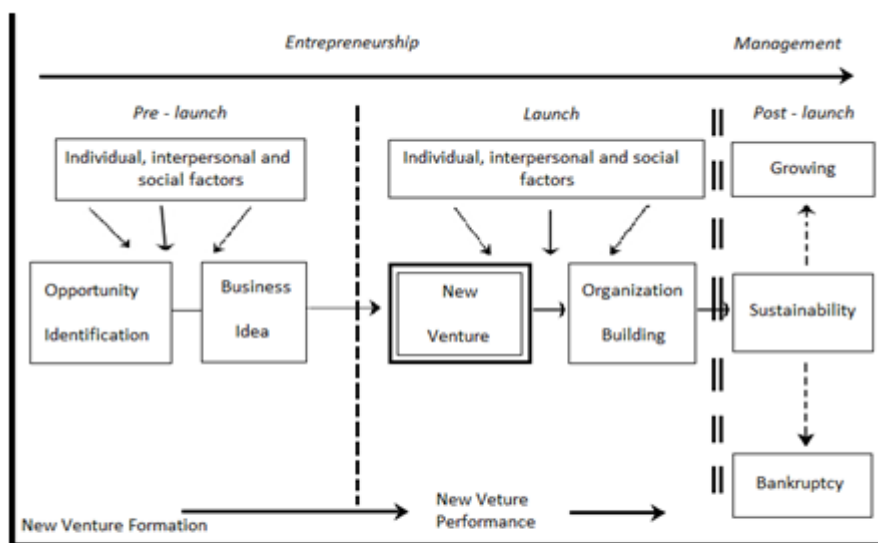 Entrepreneurship
Management
Pre - launch
Launch
Post - launch
Individual, interpersonal and
social factors
Individual, interpersonal and social
factors
Growing
Opportunity
Identification
Business
Idea
New
Venture
Organization
Building
Sustainability
Bankruptcy
New Venture Formation
New Veture
Performance